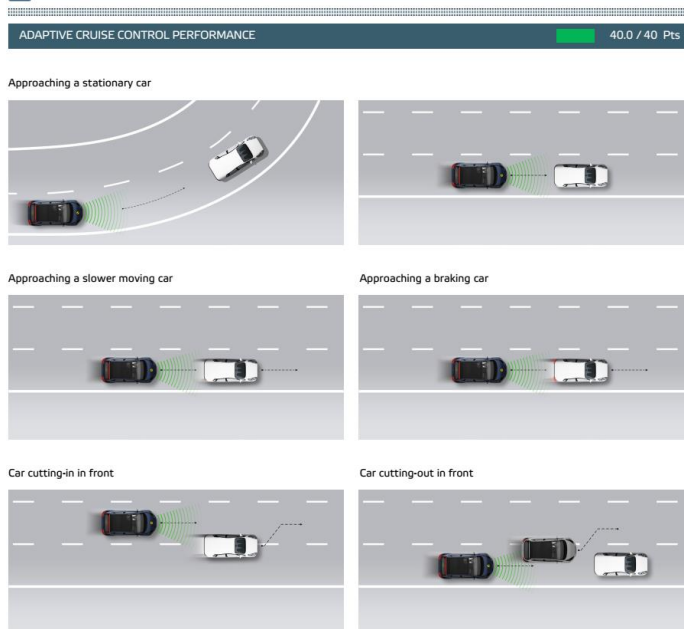 ADAPTIVE CRUISE CONTROL PERFORMANCE 40.0 / 40 Pts
Approaching a stationary car
Approaching a slower moving car
Approaching a braking car
Car cutting-in in front
Car cutting-out in front